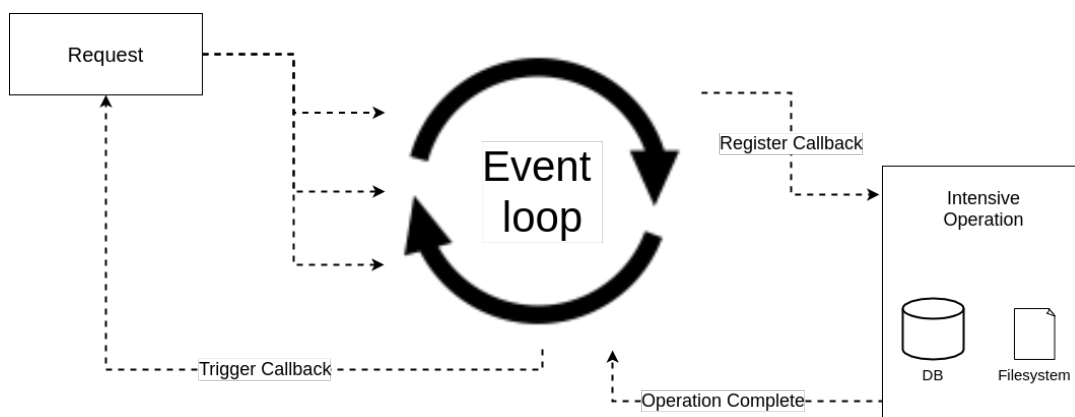 Request
Event
loop
Register Callback
Intensive
Operation
DB
Filesystem
Trigger Callback
Operation Complete